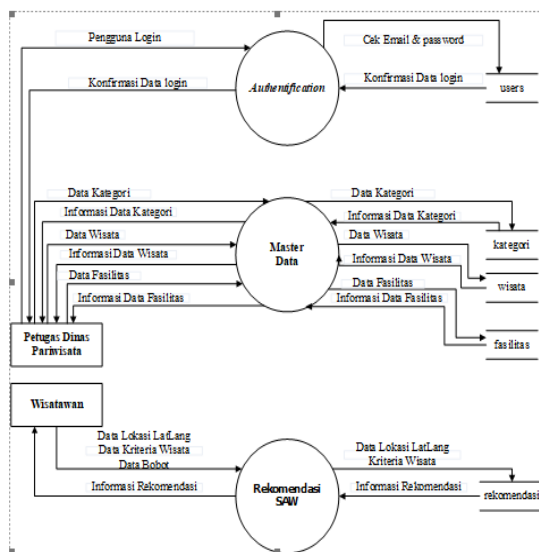 Pengguna Login
Cek Email & password
Konfirmasi Data login
Authentification
Konfirmasi Data login
users
Data Kategori
Informasi Data Kategori
Data Wisata
Informasi Data Wisata
Data Fasilitas
Informasi Data Fasilitas
Master
Data
Data Kategori
Informasi Data Kategori
Data Wisata
Informasi Data Wisata
Data Fasilitas
Informasi Data Fasilitas
kategori
wisata
fasilitas
Petugas Dinas
Pariwisata
Wisatawan
Data Lokasi LatLang
Data Kriteria Wisata
Data Bobot
Informasi Rekomendasi
Rekomendasi
SAW
Data Lokasi LatLang
Kriteria Wisata
Informasi Rekomendasi
rekomendasi